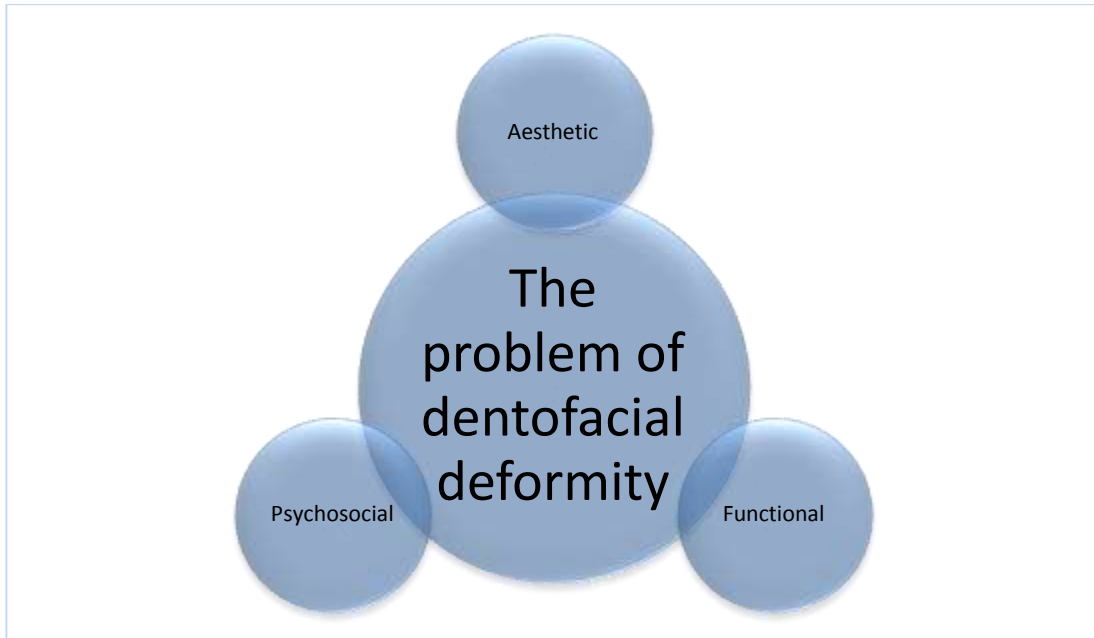 Aesthetic
The
problem of
dentofacial
deformity
Psychosocial
Functional